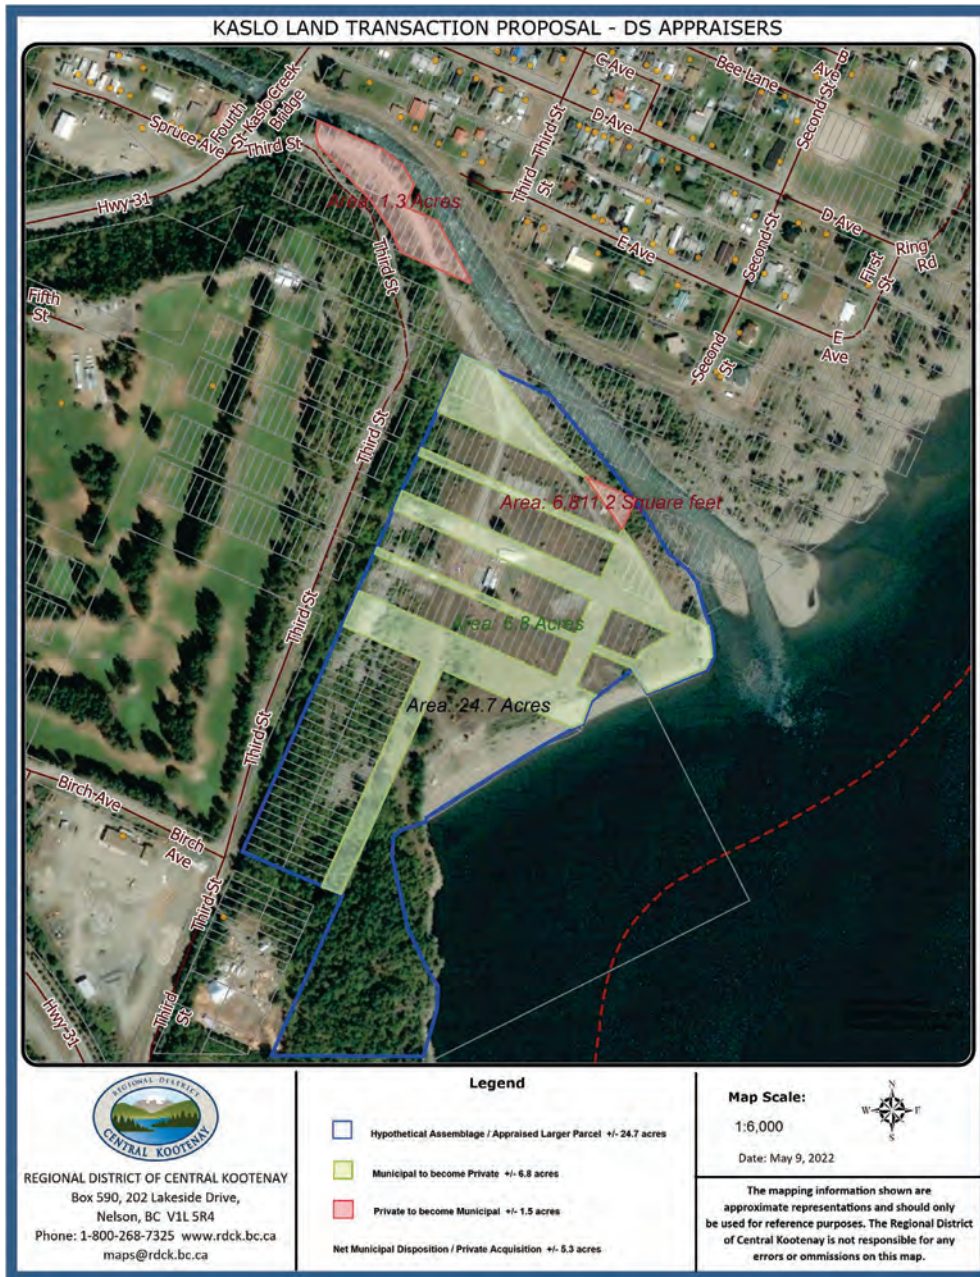 KASLO LAND TRANSACTION PROPOSAL - DS APPRAISERS
C Ave
Bee Lane
Ave
B
Spruce Ave
Fourth
St-Kaslo Creek
Bridge
Third St
D Ave
Second St
Third St
Third
St
Hwy 31
Area: 1.3 Acres
E Ave
Second St
D Ave
Ring
Rd
First
St
Third St
Fifth
St
E
Ave
Second
St
Third St
Area: 6,811.2 Square feet
Third St
Area: 6.8 Acres
Area: 24.7 Acres
Third St
Birch Ave
Birch
Ave
Third St
Third
St
Hwy 31
REGIONAL DISTRICT
CENTRAL KOOTENAY
REGIONAL DISTRICT OF CENTRAL KOOTENAY
Box 590, 202 Lakeside Drive,
Nelson, BC V1L 5R4
Phone: 1-800-268-7325 www.rdck.bc.ca
maps@rdck.bc.ca
Legend
Hypothetical Assemblage / Appraised Larger Parcel +/- 24.7 acres
Municipal to become Private +/- 6.8 acres
Private to become Municipal +/- 1.5 acres
Net Municipal Disposition / Private Acquisition +/- 5.3 acres
Map Scale:
1:6,000
N
W E
S
Date: May 9, 2022
The mapping information shown are
approximate representations and should only
be used for reference purposes. The Regional District
of Central Kootenay is not responsible for any
errors or ommissions on this map.